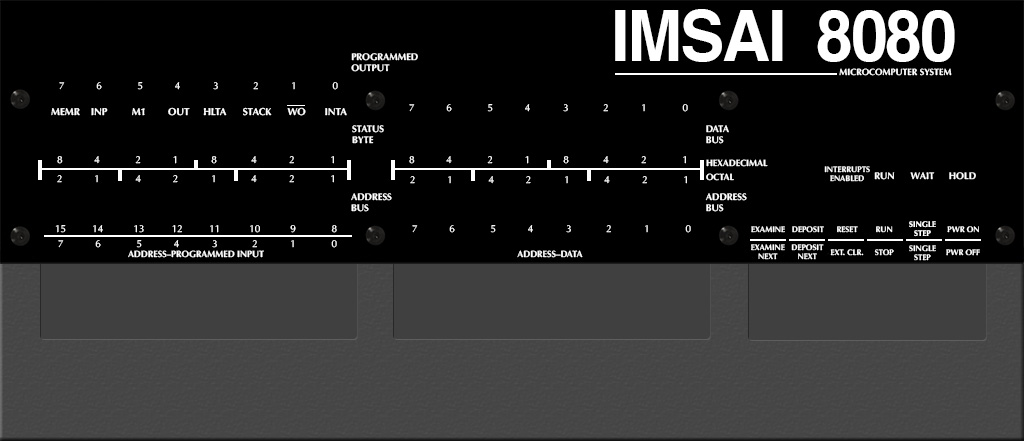 IMSAI 8080
MICROCOMPUTER SYSTEM
PROGRAMMED
OUTPUT
7 6 5 4 3 2 1 0
MEMR INP M1 OUT HLTA STACK WO INTA
7 6 5 4 3 2 1 0
STATUS
BYTE
DATA
BUS
8 4 2 1 8 4 2 1
8 4 2 1 8 4 2 1
HEXADECIMAL
2 1 4 2 1 4 2 1
2 1 4 2 1 4 2 1
OCTAL
INTERRUPTS
ENABLED
RUN WAIT HOLD
ADDRESS
BUS
ADDRESS
BUS
15 14 13 12 11 10 9 8
7 6 5 4 3 2 1 0
ADDRESS–PROGRAMMED INPUT
7 6 5 4 3 2 1 0
ADDRESS–DATA
EXAMINE
EXAMINE
NEXT
DEPOSIT
DEPOSIT
NEXT
RESET
EXT. CLR.
RUN
STOP
SINGLE
STEP
SINGLE
STEP
PWR ON
PWR OFF